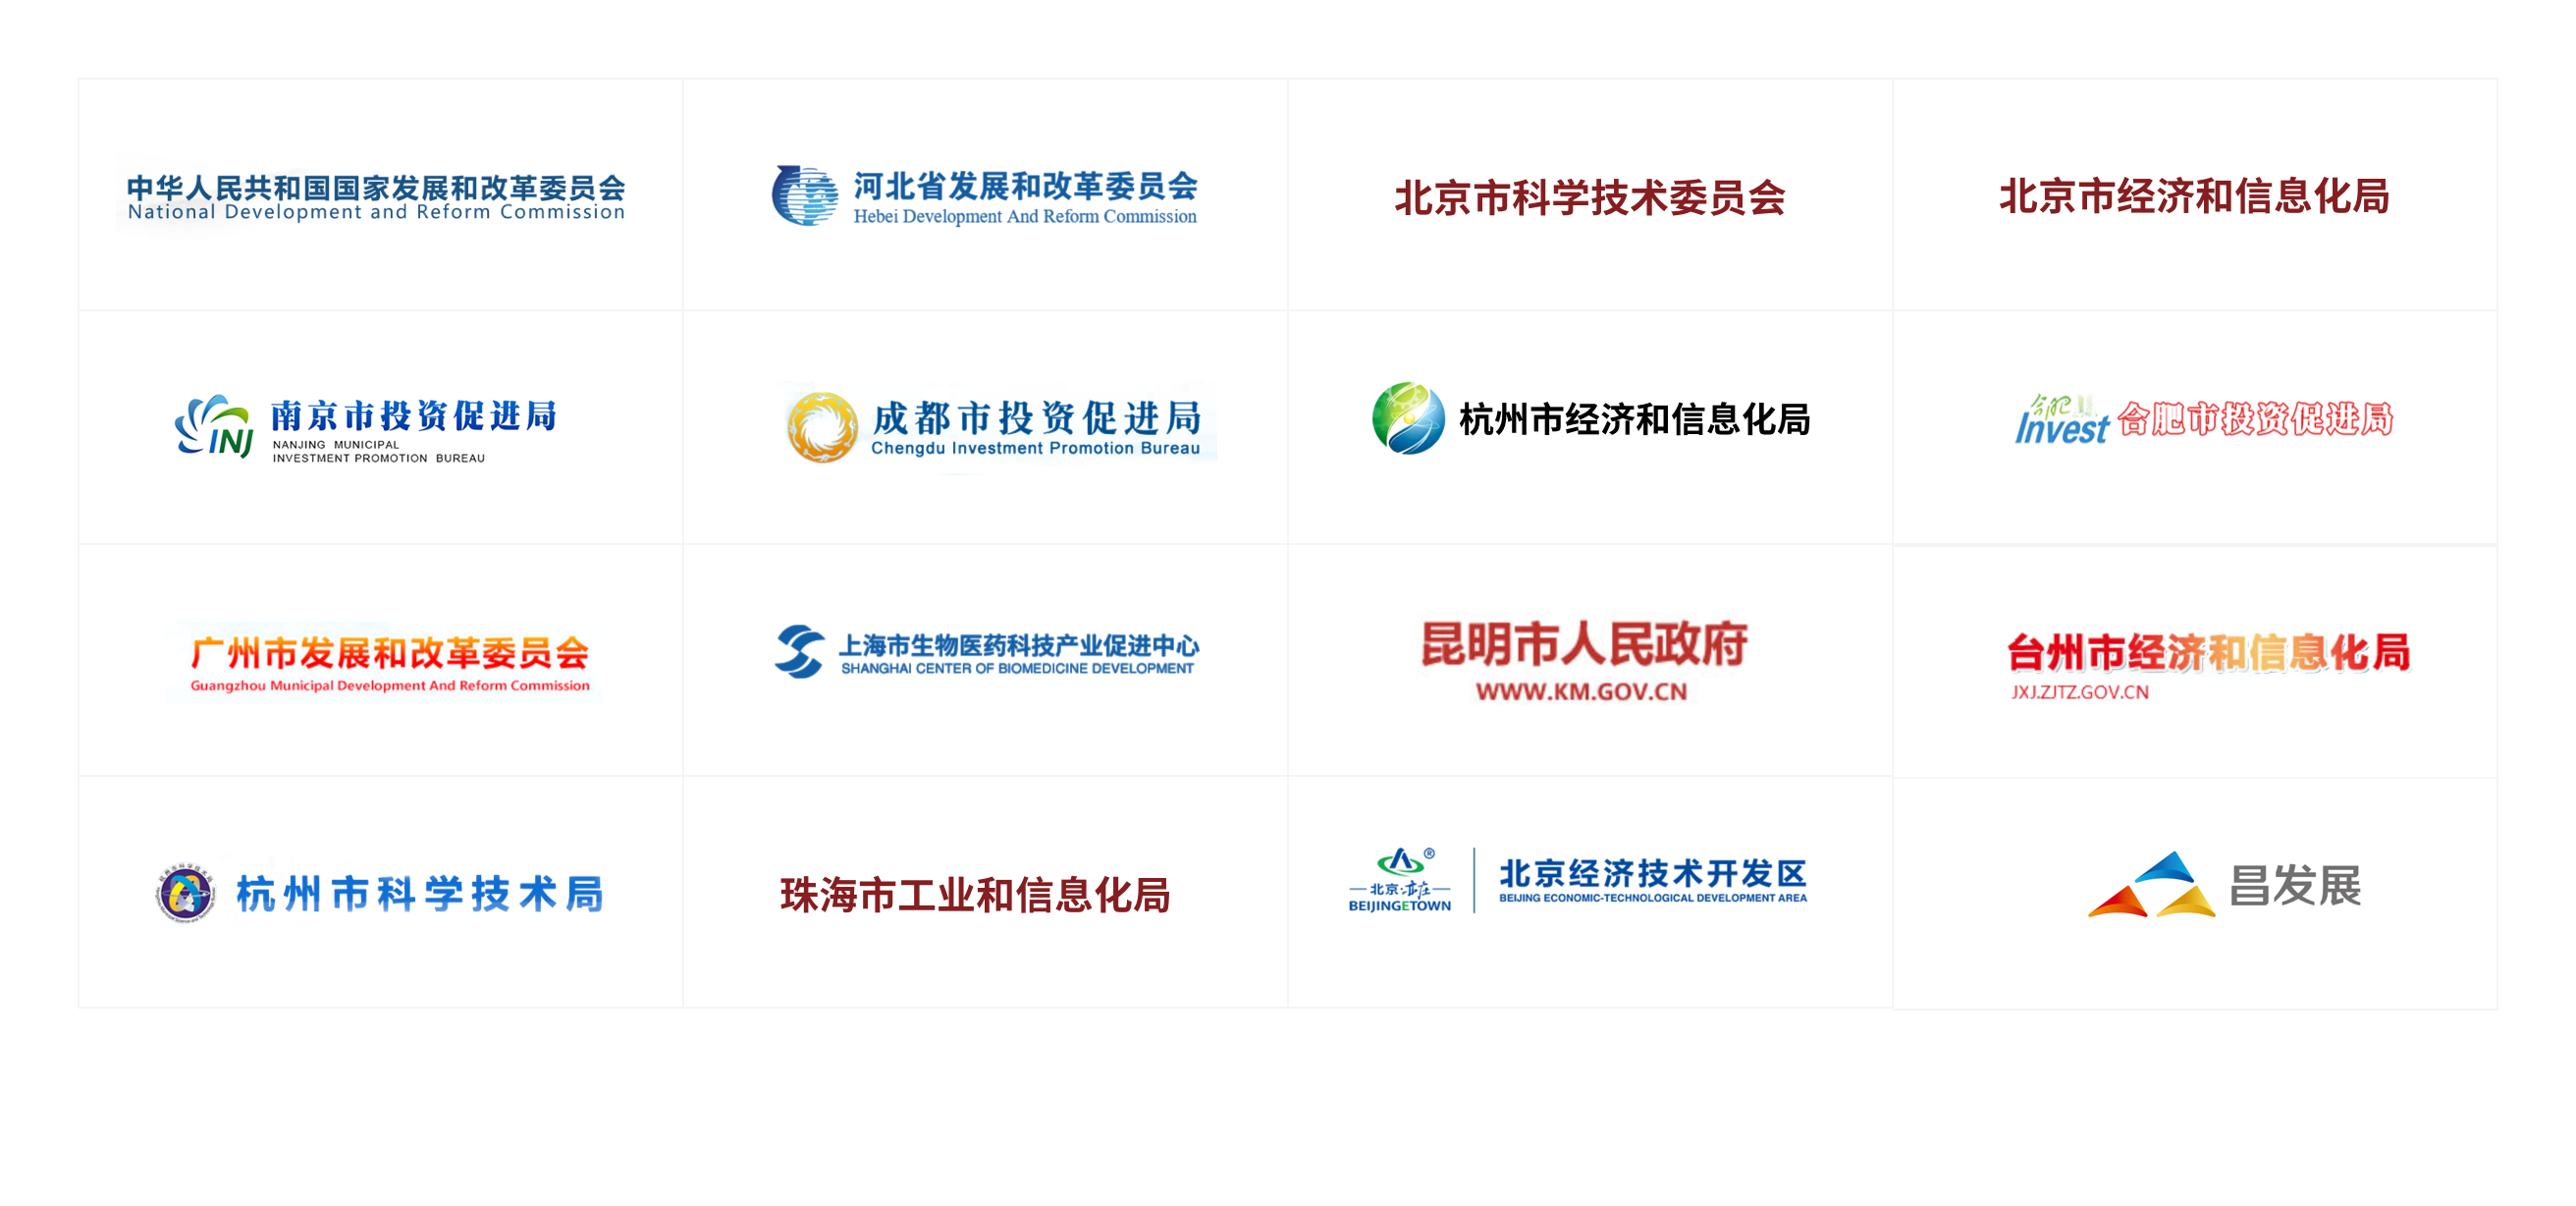 中华人民共和国国家发展和改革委员会
National Development and Reform Commission
河北省发展和改革委员会
Hebei Development And Reform Commission
北京市科学技术委员会
北京市经济和信息化局
INJ
南京市投资促进局
NANJING MUNICIPAL
INVESTMENT PROMOTION BUREAU
成都市投资促进局
Chengdu Investment Promotion Bureau
杭州市经济和信息化局
合肥
Invest
合肥市投资促进局
广州市发展和改革委员会
Guangzhou Municipal Development And Reform Commission
上海市生物医药科技产业促进中心
SHANGHAI CENTER OF BIOMEDICINE DEVELOPMENT
昆明市人民政府
WWW.KM.GOV.CN
台州市经济和信息化局
JXJ.ZJTZ.GOV.CN
杭州市科学技术局
珠海市工业和信息化局
®
北京·亦庄
BEIJINGETOWN
北京经济技术开发区
BEIJING ECONOMIC-TECHNOLOGICAL DEVELOPMENT AREA
昌发展